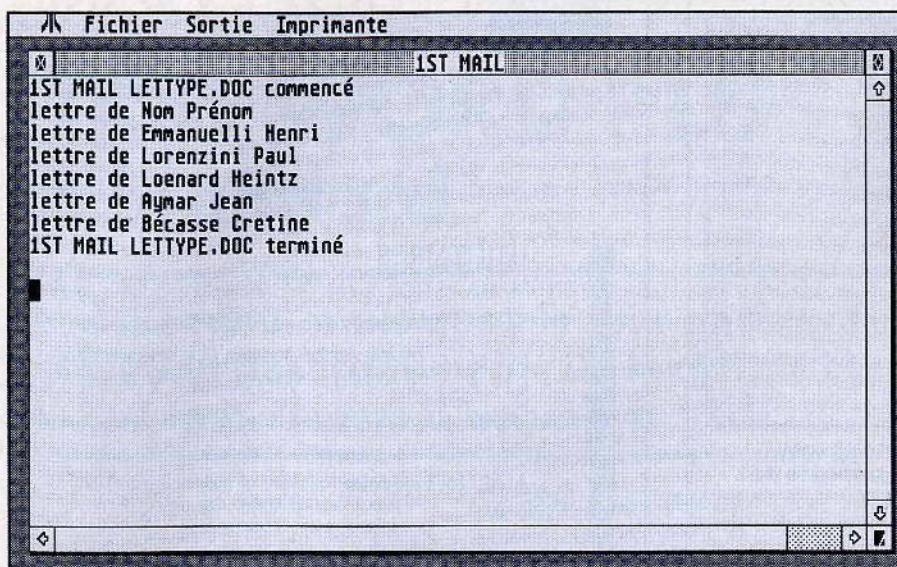 Fichier Sortie Imprimante
1ST MAIL
1ST MAIL LETTYPE.DOC commencé
lettre de Nom Prénom
lettre de Emmanuelli Henri
lettre de Lorenzini Paul
lettre de Loenard Heintz
lettre de Aymar Jean
lettre de Bécasse Cretine
1ST MAIL LETTYPE.DOC terminé